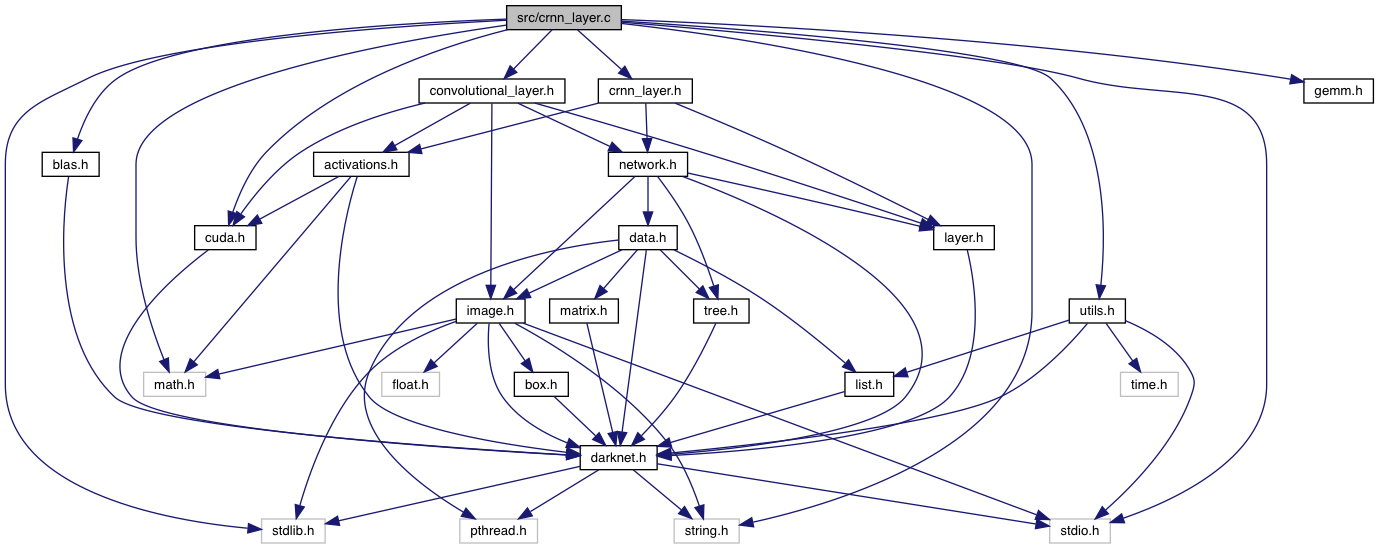 src/crnn_layer.c
convolutional_layer.h
crnn_layer.h
gemm.h
blas.h
activations.h
network.h
cuda.h
data.h
layer.h
image.h
matrix.h
tree.h
utils.h
math.h
float.h
box.h
list.h
time.h
darknet.h
stdlib.h
pthread.h
string.h
stdio.h